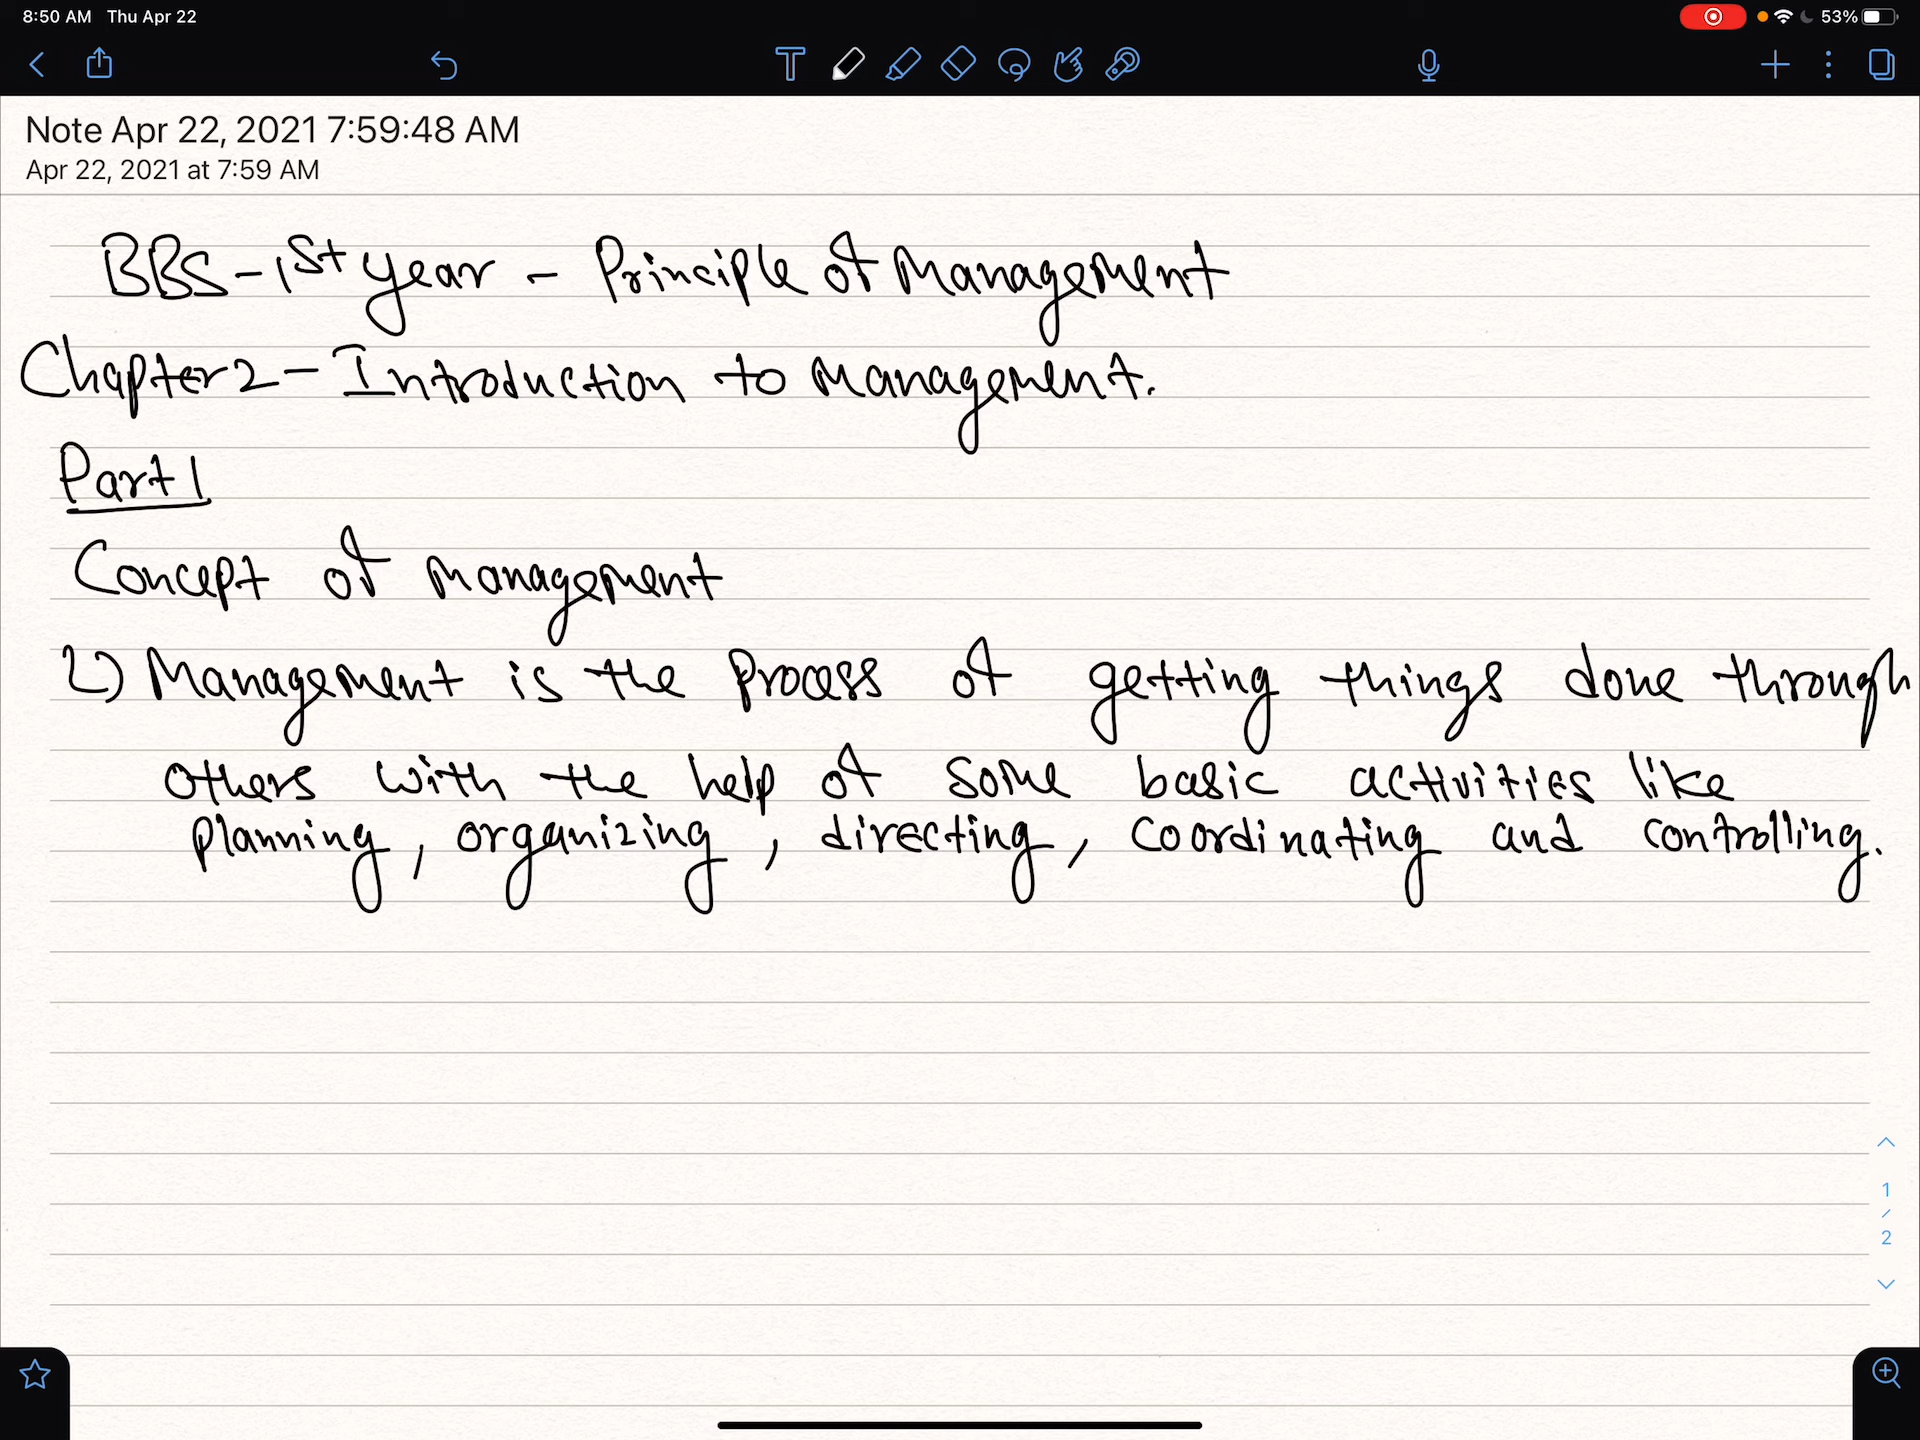 8:50 AM Thu Apr 22 53%
Note Apr 22, 2021 7:59:48 AM
Apr 22, 2021 at 7:59 AM
BBS-1st year - Principle of Management
Chapter 2 - Introduction to Management.
Part 1
Concept of management
1) Management is the process of getting things done through
others with the help of some basic activities like
planning, organizing, directing, coordinating and controlling.
1
/
2